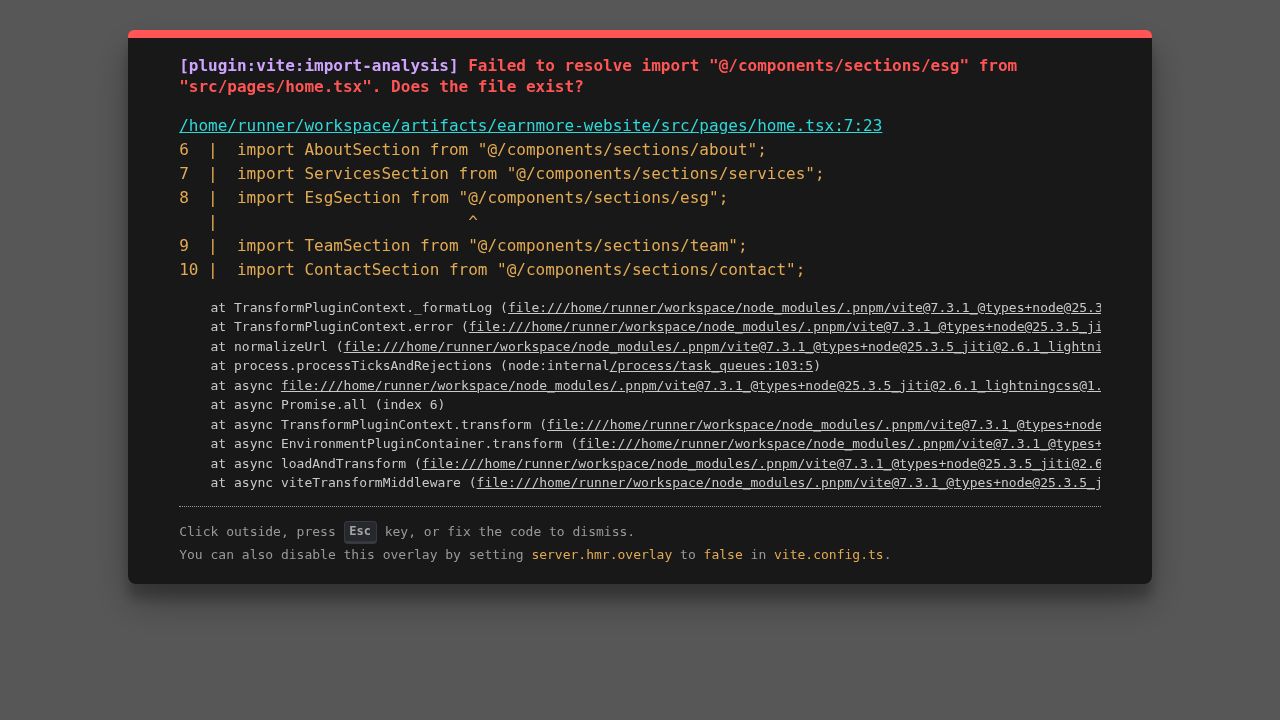 [plugin:vite:import-analysis] Failed to resolve import "@/components/sections/esg" from
"src/pages/home.tsx". Does the file exist?
/home/runner/workspace/artifacts/earnmore-website/src/pages/home.tsx:7:23
6  |  import AboutSection from "@/components/sections/about";
7  |  import ServicesSection from "@/components/sections/services";
8  |  import EsgSection from "@/components/sections/esg";
   |                          ^
9  |  import TeamSection from "@/components/sections/team";
10 |  import ContactSection from "@/components/sections/contact";
at TransformPluginContext._formatLog (file:///home/runner/workspace/node_modules/.pnpm/vite@7.3.1_@types+node@25.3
at TransformPluginContext.error (file:///home/runner/workspace/node_modules/.pnpm/vite@7.3.1_@types+node@25.3.5_ji
at normalizeUrl (file:///home/runner/workspace/node_modules/.pnpm/vite@7.3.1_@types+node@25.3.5_jiti@2.6.1_lightni
at process.processTicksAndRejections (node:internal/process/task_queues:103:5)
at async file:///home/runner/workspace/node_modules/.pnpm/vite@7.3.1_@types+node@25.3.5_jiti@2.6.1_lightningcss@1.
at async Promise.all (index 6)
at async TransformPluginContext.transform (file:///home/runner/workspace/node_modules/.pnpm/vite@7.3.1_@types+node
at async EnvironmentPluginContainer.transform (file:///home/runner/workspace/node_modules/.pnpm/vite@7.3.1_@types+
at async loadAndTransform (file:///home/runner/workspace/node_modules/.pnpm/vite@7.3.1_@types+node@25.3.5_jiti@2.6
at async viteTransformMiddleware (file:///home/runner/workspace/node_modules/.pnpm/vite@7.3.1_@types+node@25.3.5_j
Click outside, press Esc key, or fix the code to dismiss.
You can also disable this overlay by setting server.hmr.overlay to false in vite.config.ts.